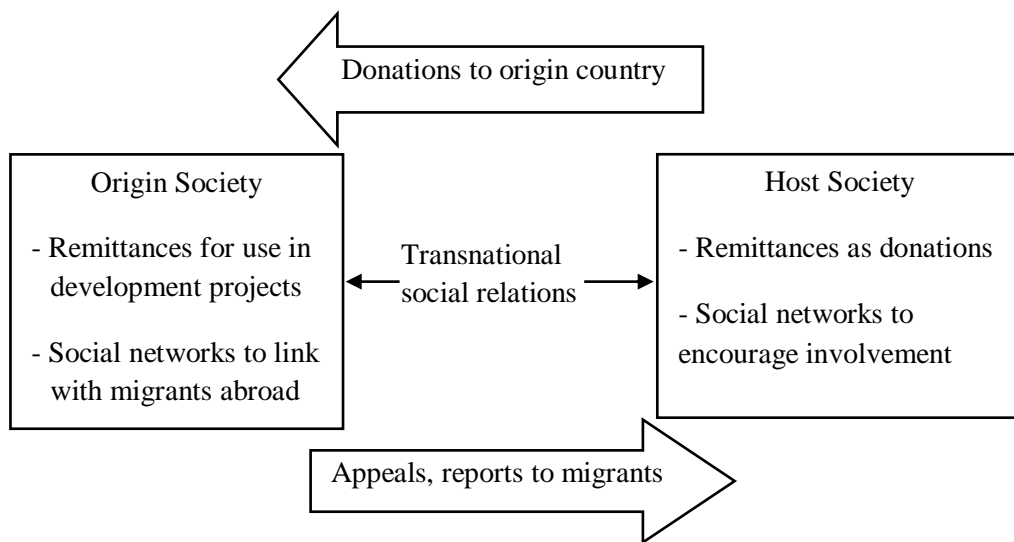 Donations to origin country
Origin Society
- Remittances for use in
development projects
- Social networks to link
with migrants abroad
Transnational
social relations
Host Society
- Remittances as donations
- Social networks to
encourage involvement
Appeals, reports to migrants